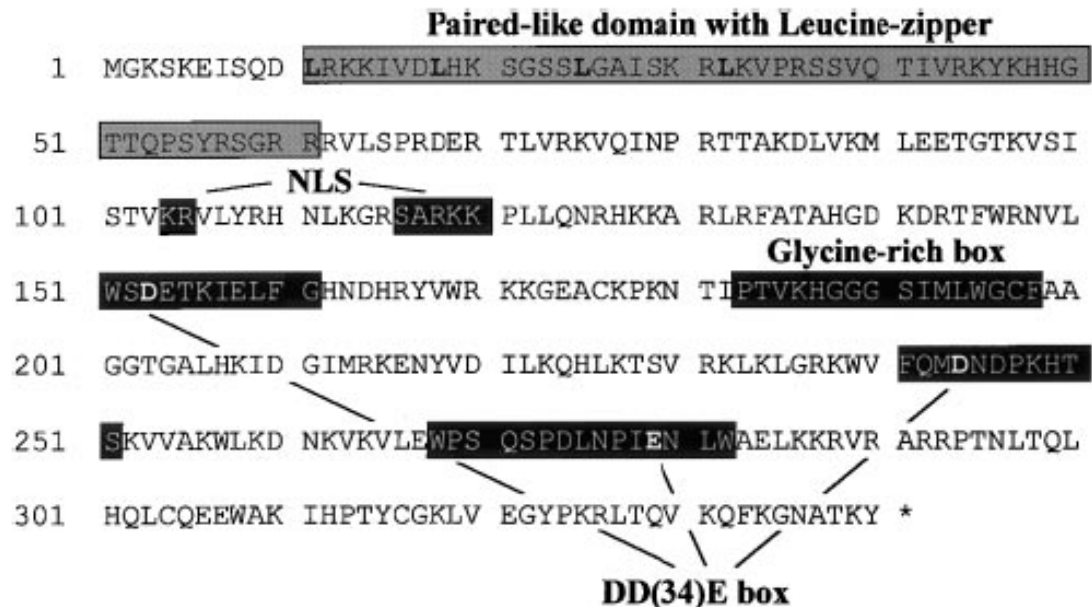 Paired-like domain with Leucine-zipper
1 MGKSKEISQD LRKKIVDLHK SGSSLGAISK RLKVPRSSVQ TIVRKYKHHG
51 TTQPSYRSGR RRVLSPRDER TLVRKVQINP RTTAKDLVKM LEETGTKVSI
NLS
101 STVKRVLYRH NLKGRSARKK PLLQNRHKKA RLRFATAHGD KDRTFWRNVL
Glycine-rich box
151 WSDETKIELF GHNDHRYVWR KKGEACKPKN TIPTVKHGGG SIMLWGCFAA
201 GGTGALHKID GIMRKENYVD ILKQHLKTSV RKLKLGRKWV FQMDNDPKHT
251 SKVVAKWLKD NKVKVLEWPS QSPDLNPIEN LWAELKKRVR ARRPTNLTQL
301 HQLCQEEWAK IHPTYCGKLV EGYPKRLTQV KQFKGNATKY *
DD(34)E box